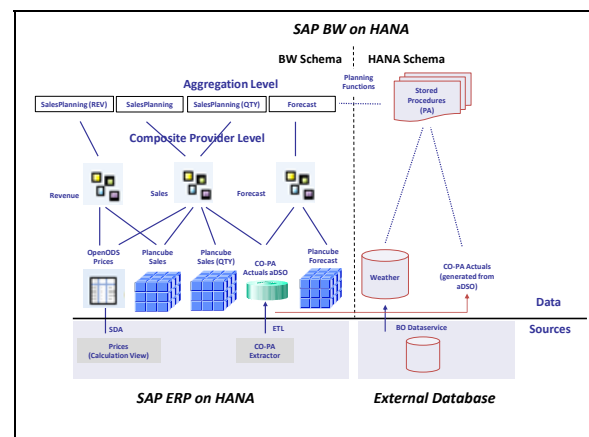 SAP BW on HANA
BW Schema
HANA Schema
Aggregation Level
Planning
Functions
SalesPlanning (REV)
SalesPlanning
SalesPlanning (QTY)
Forecast
Stored
Procedures
(PA)
Composite Provider Level
Revenue
Sales
Forecast
OpenODS
Prices
Plancube
Sales
Plancube
Sales (QTY)
CO-PA
Actuals aDSO
Plancube
Forecast
Weather
CO-PA Actuals
(generated from
aDSO)
Data
SDA
ETL
BO Dataservice
Sources
Prices
(Calculation View)
CO-PA
Extractor
SAP ERP on HANA
External Database